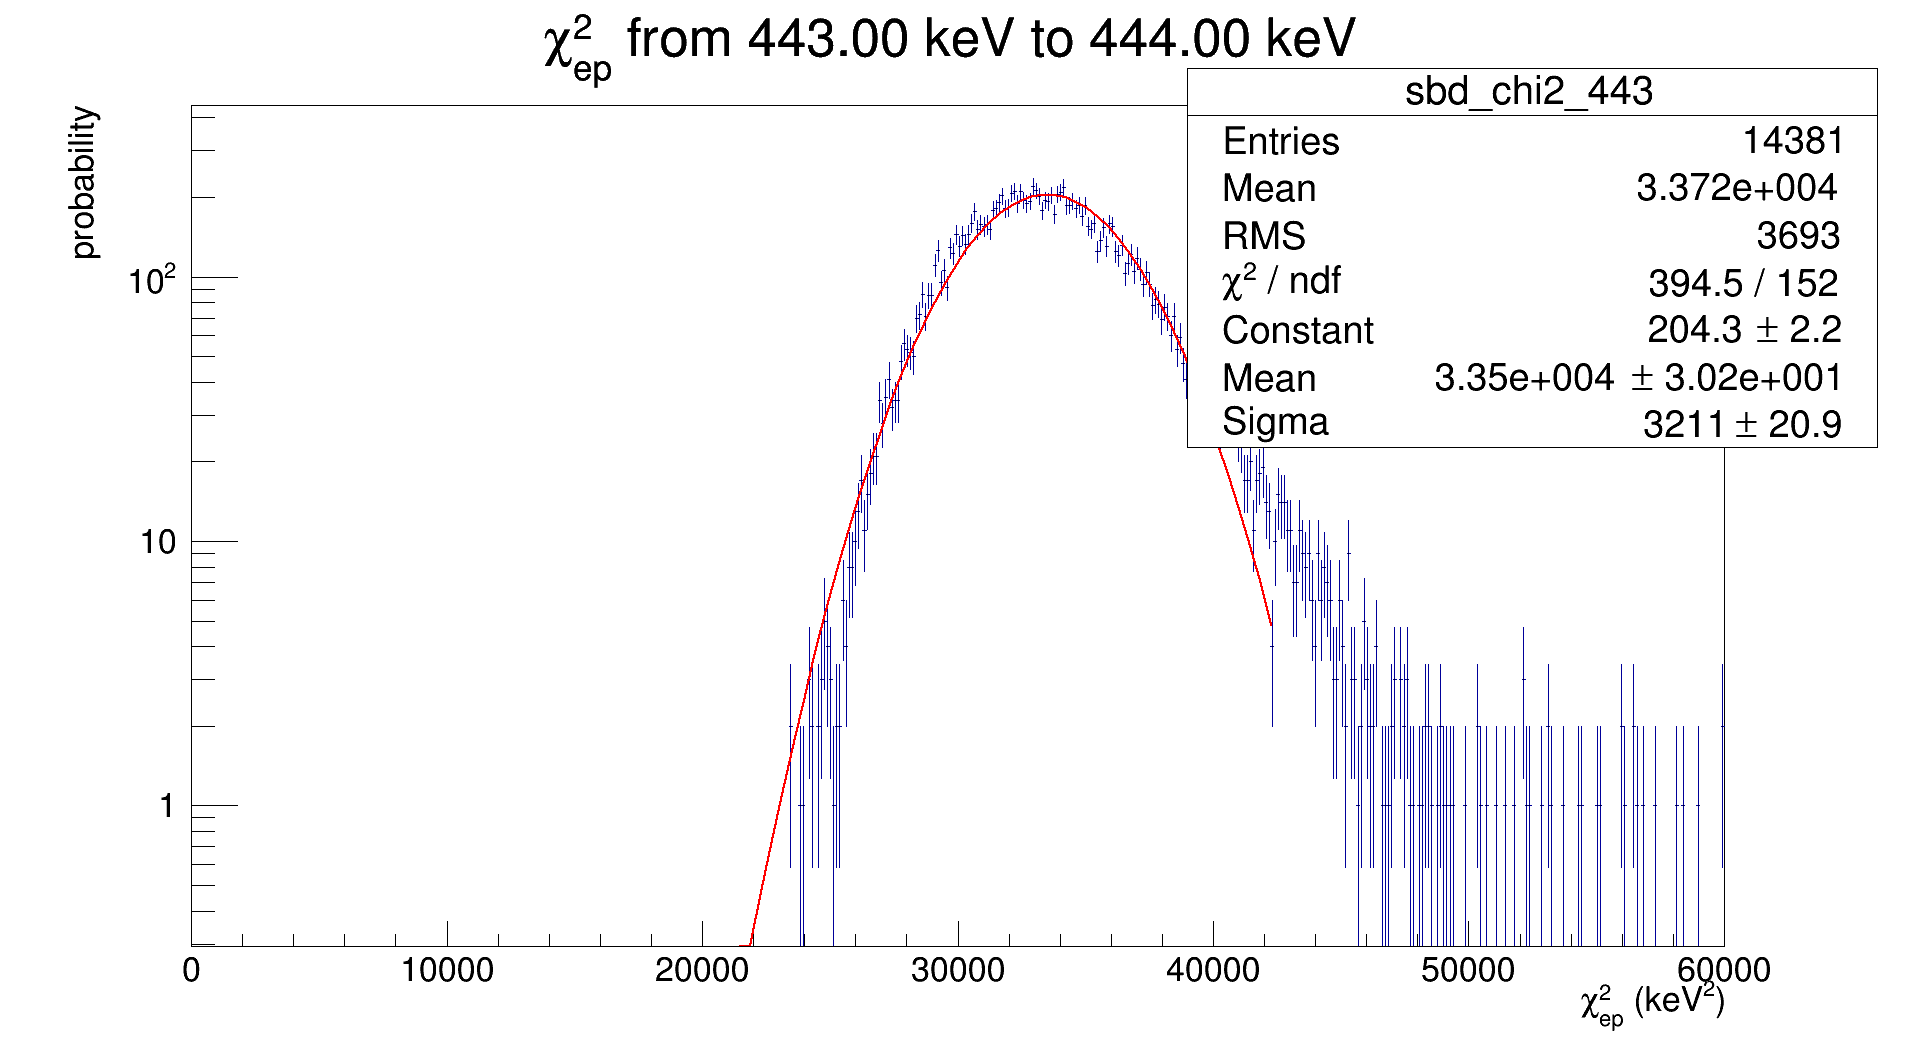 χ²ep from 443.00 keV to 444.00 keV
sbd_chi2_443
Entries 14381
Mean 3.372e+004
RMS 3693
χ² / ndf 394.5 / 152
Constant 204.3 ± 2.2
Mean 3.35e+004 ± 3.02e+001
Sigma 3211 ± 20.9
probability
10²
10
1
0 10000 20000 30000 40000 50000 60000
χ²ep (keV²)